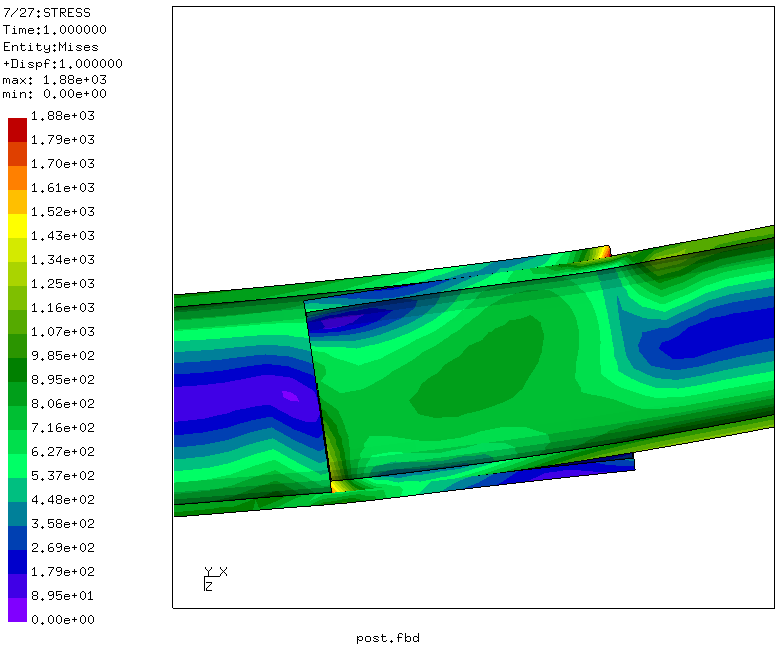 7/27:STRESS
Time:1.000000
Entity:Mises
+Dispf:1.000000
max: 1.88e+03
min: 0.00e+00
1.88e+03
1.79e+03
1.70e+03
1.61e+03
1.52e+03
1.43e+03
1.34e+03
1.25e+03
1.16e+03
1.07e+03
9.85e+02
8.95e+02
8.06e+02
7.16e+02
6.27e+02
5.37e+02
4.48e+02
3.58e+02
2.69e+02
1.79e+02
8.95e+01
0.00e+00
Y X
Z
post.fbd